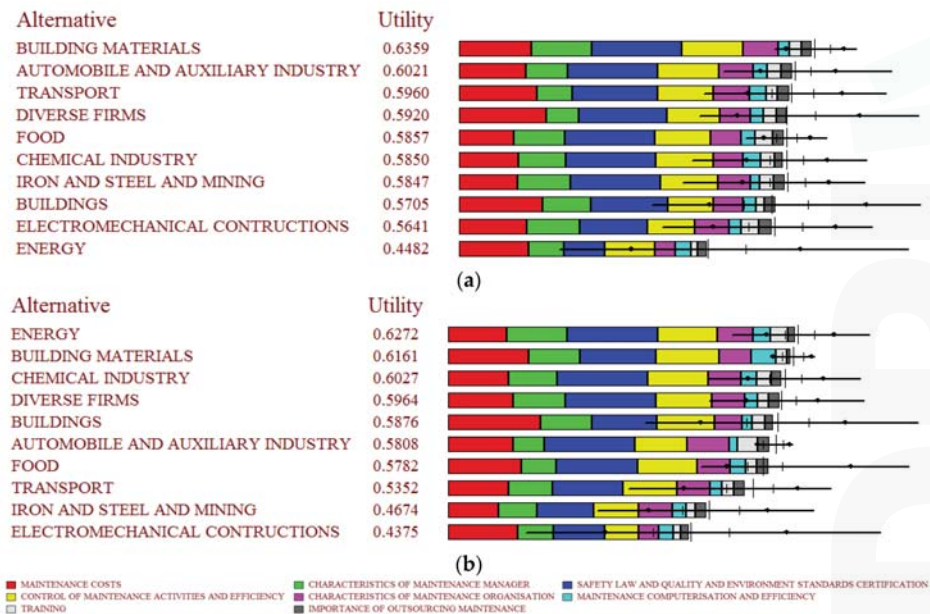 Alternative Utility
BUILDING MATERIALS 0.6359
AUTOMOBILE AND AUXILIARY INDUSTRY 0.6021
TRANSPORT 0.5960
DIVERSE FIRMS 0.5920
FOOD 0.5857
CHEMICAL INDUSTRY 0.5850
IRON AND STEEL AND MINING 0.5847
BUILDINGS 0.5705
ELECTROMECHANICAL CONTRUCTIONS 0.5641
ENERGY 0.4482
(a)
Alternative Utility
ENERGY 0.6272
BUILDING MATERIALS 0.6161
CHEMICAL INDUSTRY 0.6027
DIVERSE FIRMS 0.5964
BUILDINGS 0.5876
AUTOMOBILE AND AUXILIARY INDUSTRY 0.5808
FOOD 0.5782
TRANSPORT 0.5352
IRON AND STEEL AND MINING 0.4674
ELECTROMECHANICAL CONTRUCTIONS 0.4375
(b)
MAINTENANCE COSTS CHARACTERISTICS OF MAINTENANCE MANAGER SAFETY LAW AND QUALITY AND ENVIRONMENT STANDARDS CERTIFICATION
CONTROL OF MAINTENANCE ACTIVITIES AND EFFICIENCY CHARACTERISTICS OF MAINTENANCE ORGANISATION MAINTENANCE COMPUTERISATION AND EFFICIENCY
TRAINING IMPORTANCE OF OUTSOURCING MAINTENANCE